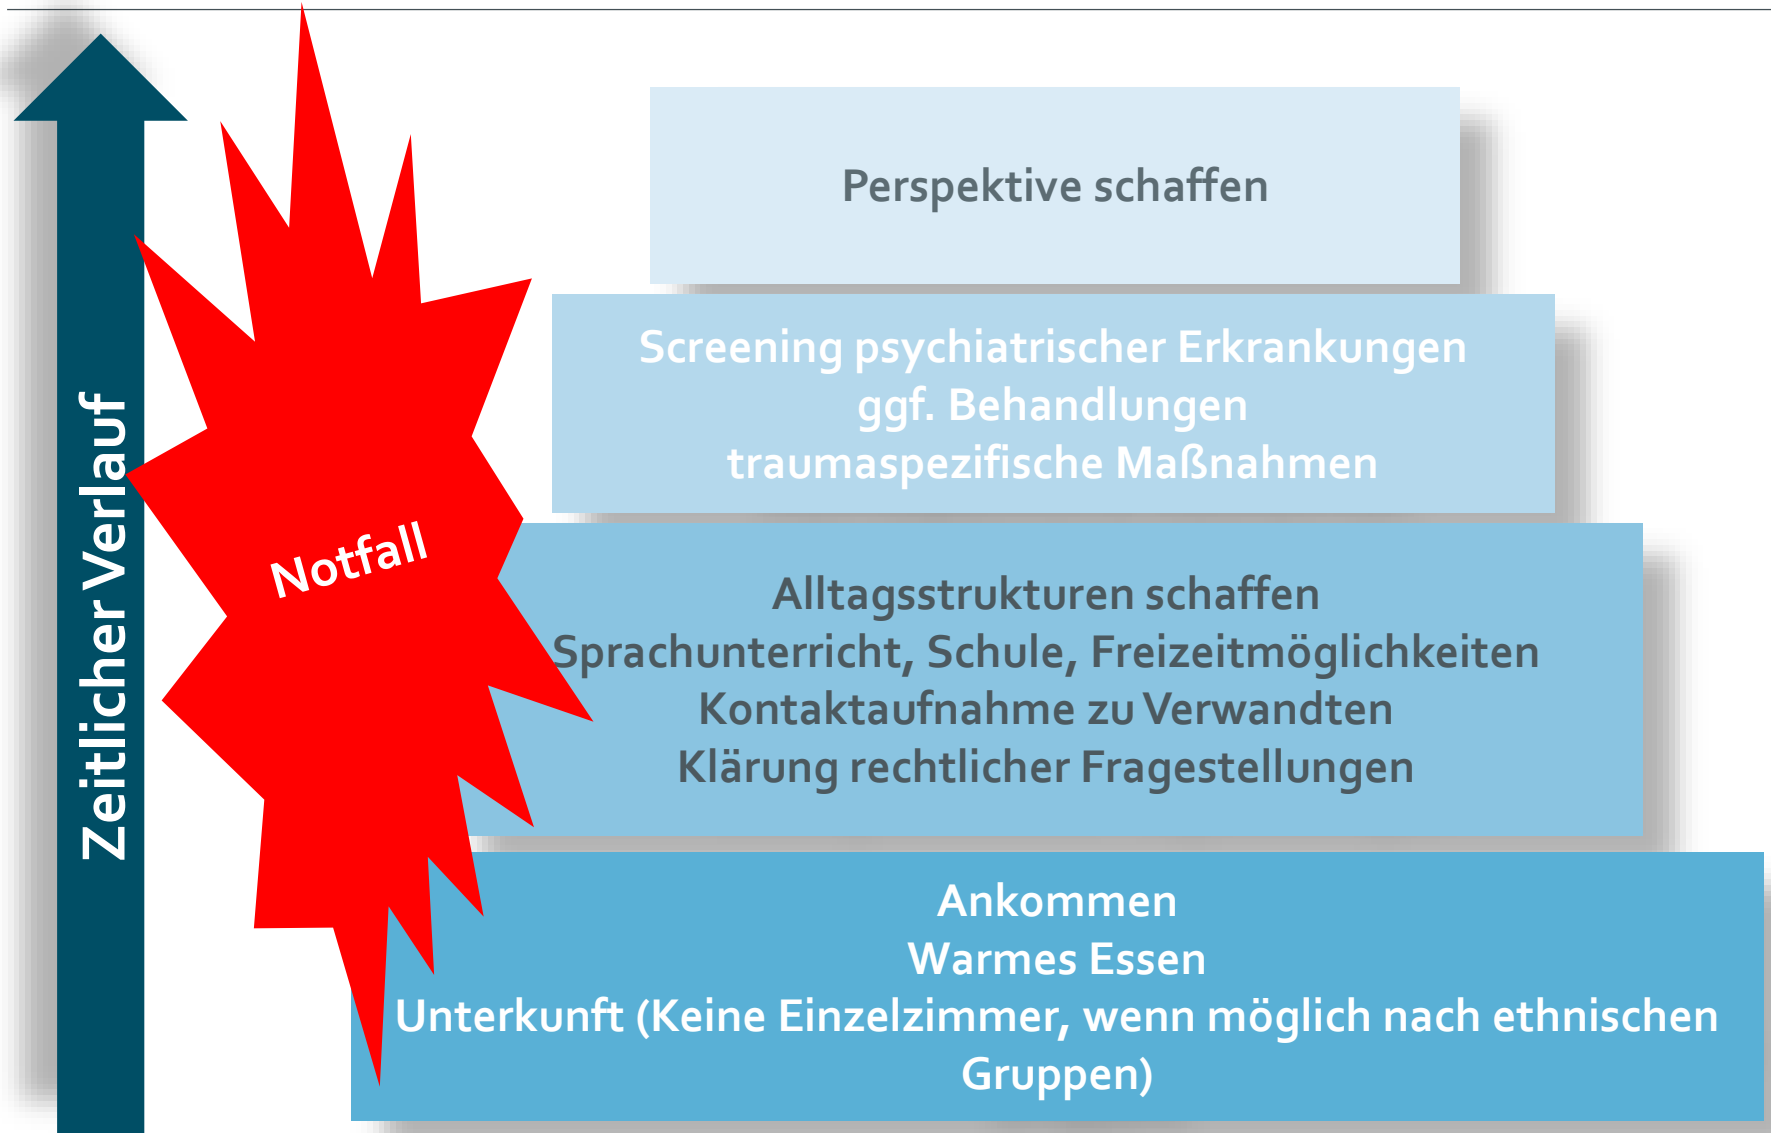 Zeitlicher Verlauf
Notfall
Perspektive schaffen
Screening psychiatrischer Erkrankungen
ggf. Behandlungen
traumaspezifische Maßnahmen
Alltagsstrukturen schaffen
Sprachunterricht, Schule, Freizeitmöglichkeiten
Kontaktaufnahme zu Verwandten
Klärung rechtlicher Fragestellungen
Ankommen
Warmes Essen
Unterkunft (Keine Einzelzimmer, wenn möglich nach ethnischen
Gruppen)